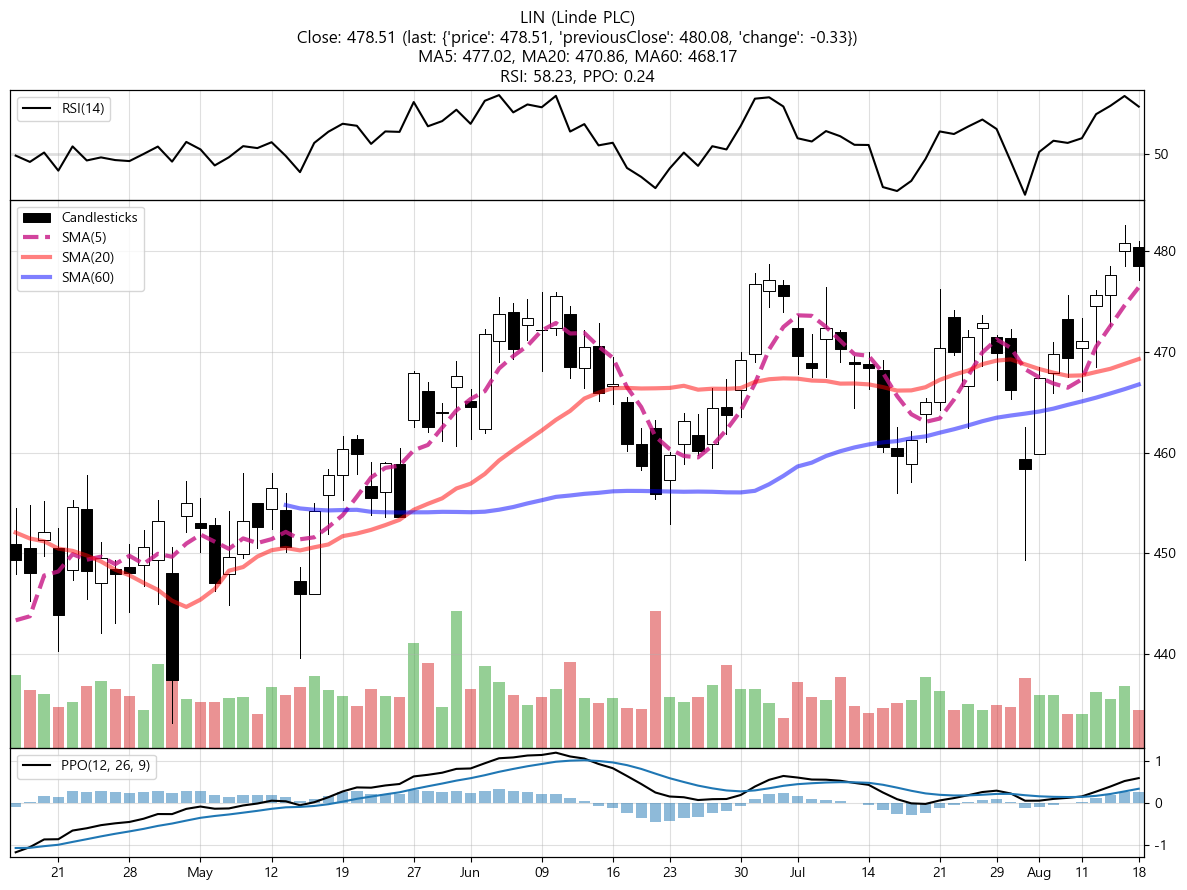 LIN (Linde PLC)
Close: 478.51 (last: {'price': 478.51, 'previousClose': 480.08, 'change': -0.33})
MA5: 477.02, MA20: 470.86, MA60: 468.17
RSI: 58.23, PPO: 0.24
RSI(14)
50
Candlesticks
SMA(5)
SMA(20)
SMA(60)
480
470
460
450
440
PPO(12, 26, 9)
1
0
-1
21 28 May 12 19 27 Jun 09 16 23 30 Jul 14 21 29 Aug 11 18